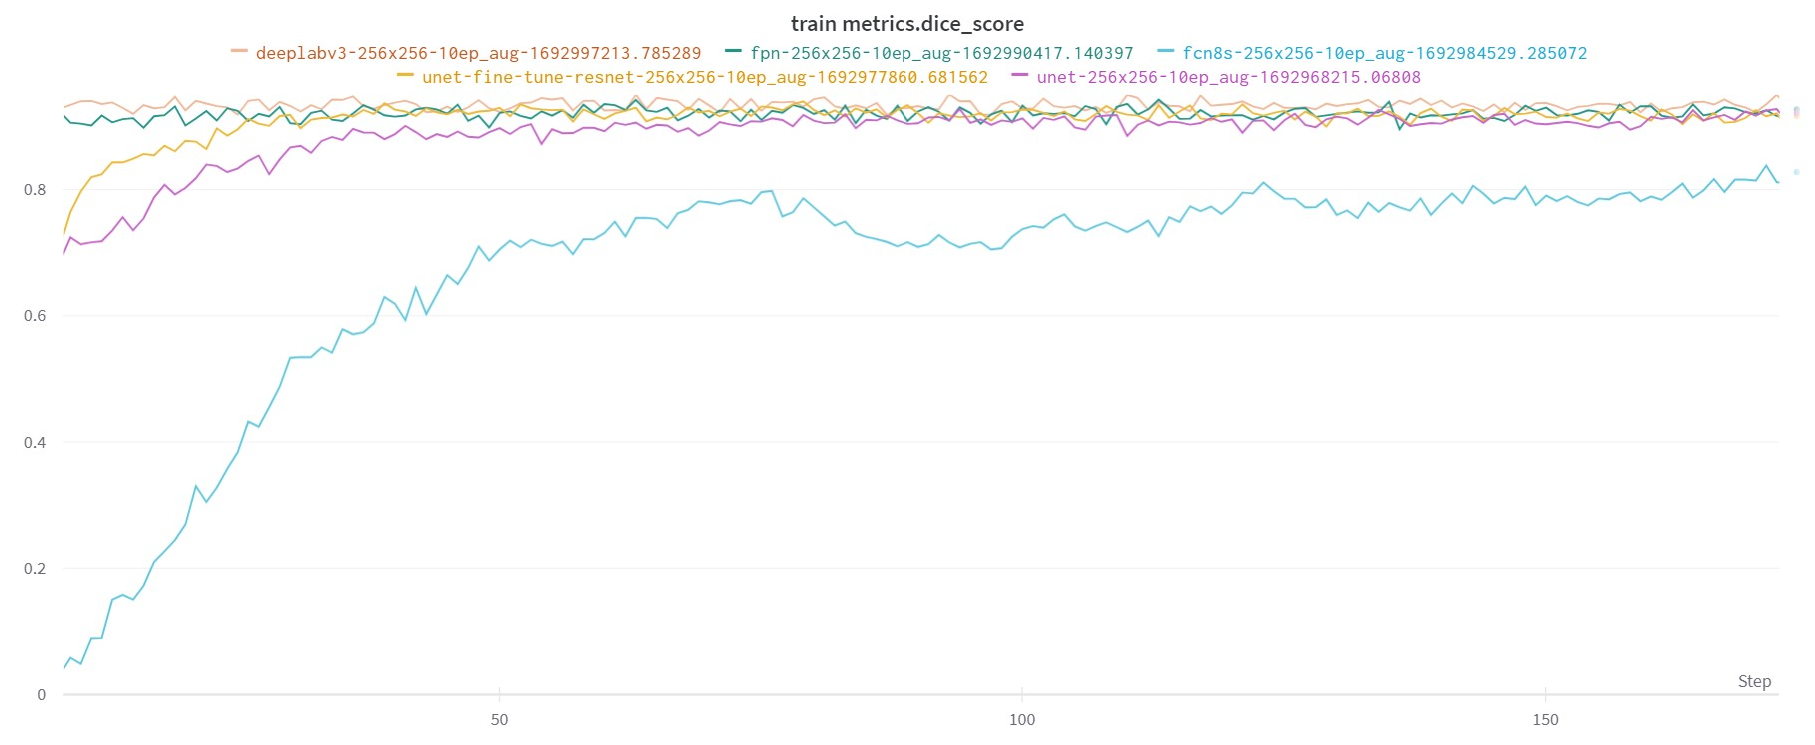 train metrics.dice_score
deeplabv3-256x256-10ep_aug-1692997213.785289 fpn-256x256-10ep_aug-1692990417.140397 fcn8s-256x256-10ep_aug-1692984529.285072
unet-fine-tune-resnet-256x256-10ep_aug-1692977860.681562 unet-256x256-10ep_aug-1692968215.06808
0.8
0.6
0.4
0.2
0
Step
50 100 150